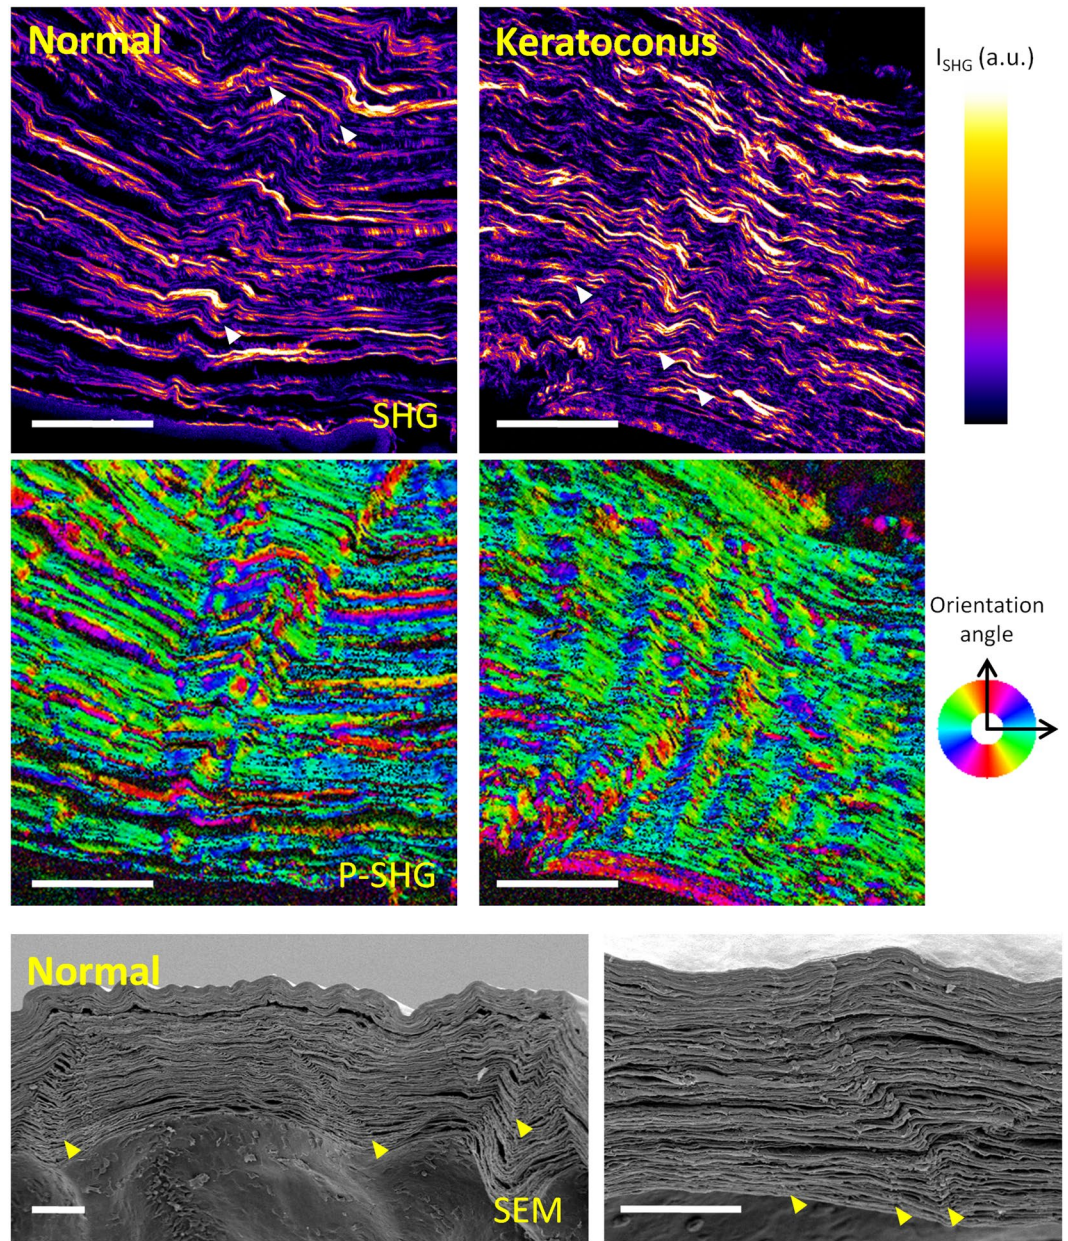 Normal
Keratoconus
I_SHG (a.u.)
SHG
Orientation
angle
P-SHG
Normal
SEM